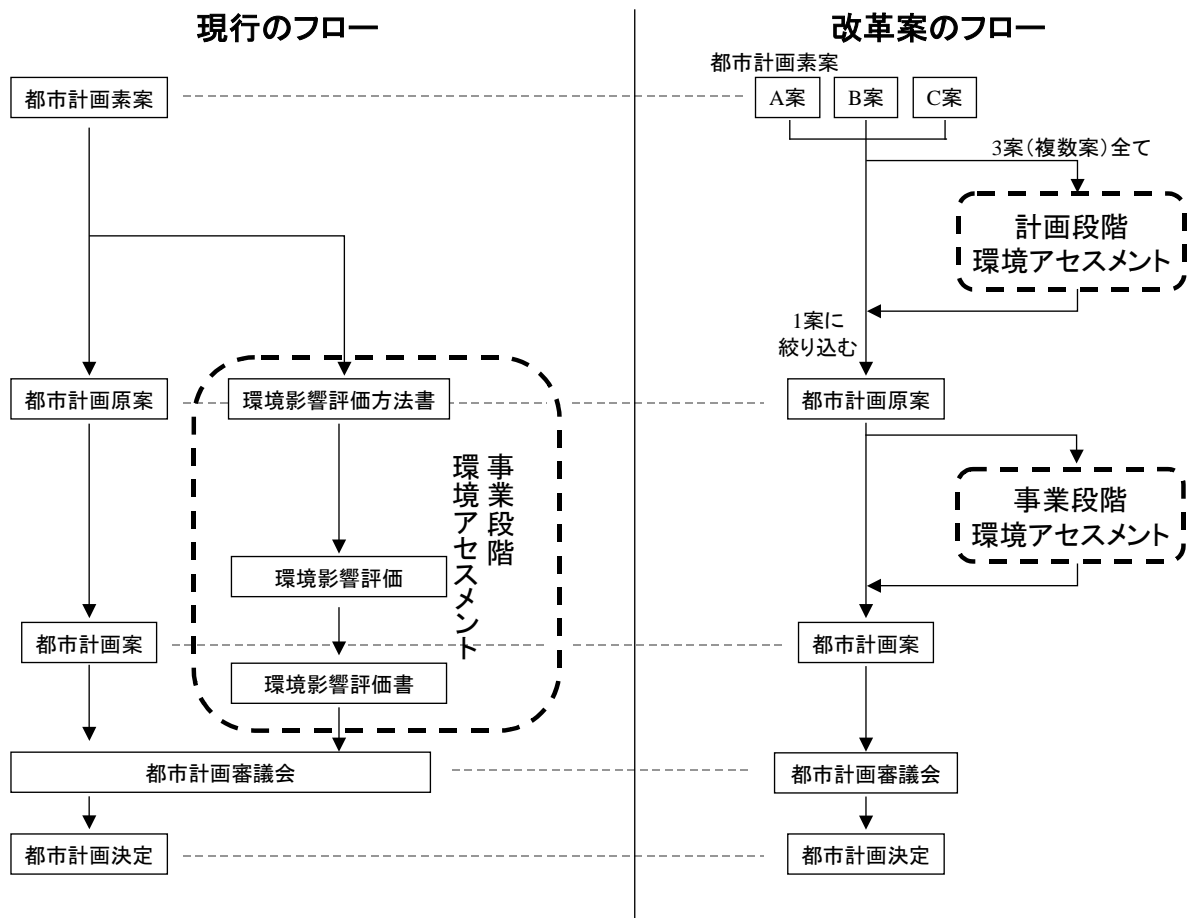 現行のフロー
都市計画素案
都市計画原案
環境影響評価方法書
事業段階
環境アセスメント
環境影響評価
都市計画案
環境影響評価書
都市計画審議会
都市計画決定
改革案のフロー
都市計画素案
A案
B案
C案
3案(複数案)全て
計画段階
環境アセスメント
1案に
絞り込む
都市計画原案
事業段階
環境アセスメント
都市計画案
都市計画審議会
都市計画決定